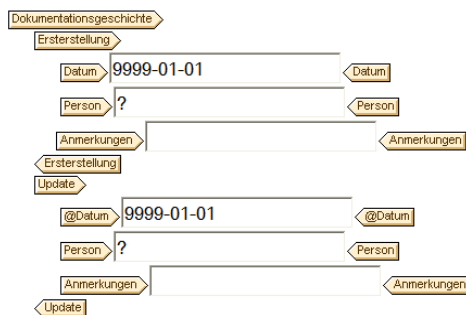 Dokumentationsgeschichte
Ersterstellung
Datum 9999-01-01 Datum
Person ? Person
Anmerkungen Anmerkungen
Ersterstellung
Update
@Datum 9999-01-01 @Datum
Person ? Person
Anmerkungen Anmerkungen
Update